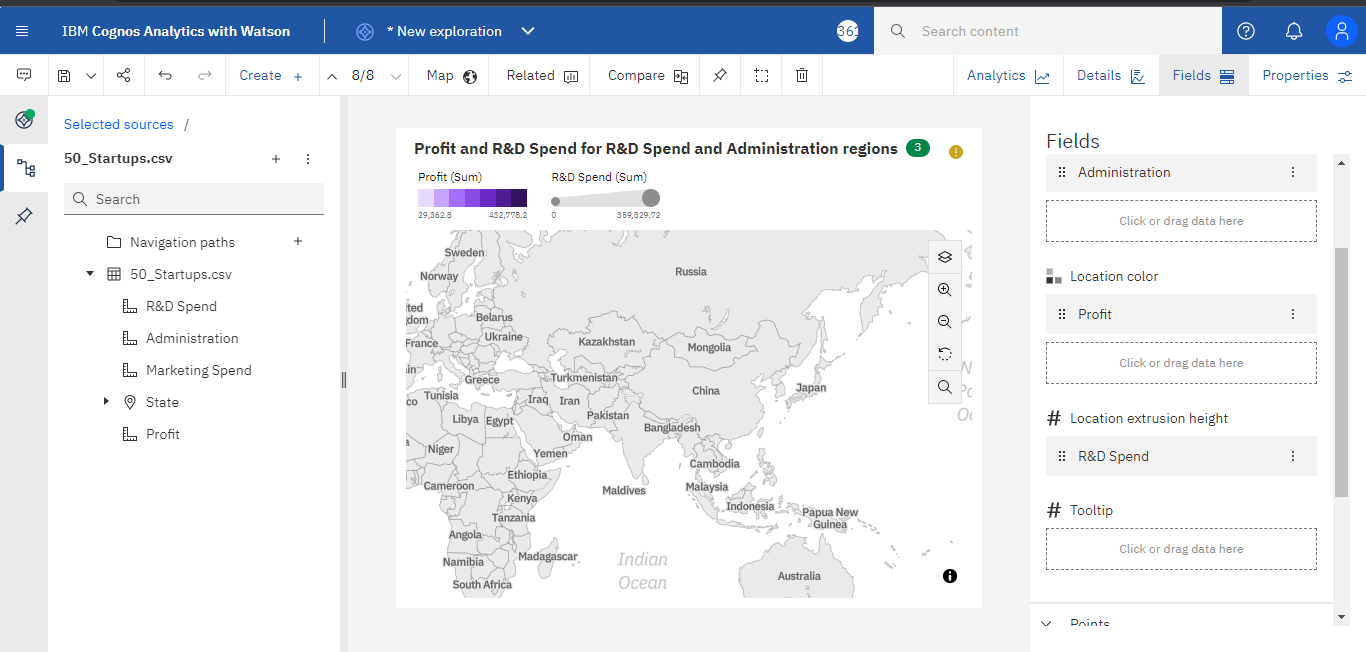 IBM Cognos Analytics with Watson
* New exploration
361
Search content
Create +
8/8
Map
Related
Compare
Analytics
Details
Fields
Properties
Selected sources /
50_Startups.csv
Search
Navigation paths
50_Startups.csv
R&D Spend
Administration
Marketing Spend
State
Profit
Profit and R&D Spend for R&D Spend and Administration regions
3
Profit (Sum)
29,362.8
432,778.2
R&D Spend (Sum)
0
359,829.72
Sweden
Russia
Norway
ted
dom
Belarus
Ukraine
France
Kazakhstan
Mongolia
in
Greece
Turkmenistan
China
Japan
Tunisia
co
Iraq
Iran
Pakistan
Libya
Egypt
Bangladesh
Oman
Niger
Yemen
Cambodia
Ethiopia
Cameroon
Maldives
Malaysia
Kenya
Indonesia
Tanzania
Papua New
Guinea
Angola
Madagascar
Namibia
Indian
Ocean
South Africa
Australia
Fields
Administration
Click or drag data here
Location color
Profit
Click or drag data here
Location extrusion height
R&D Spend
Tooltip
Click or drag data here
Points